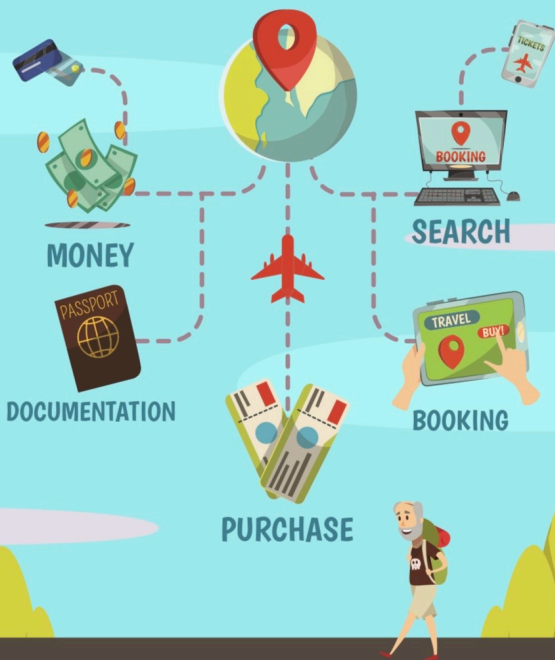 TICKETS
BOOKING
MONEY
SEARCH
PASSPORT
TRAVEL
BUY!
DOCUMENTATION
BOOKING
PURCHASE